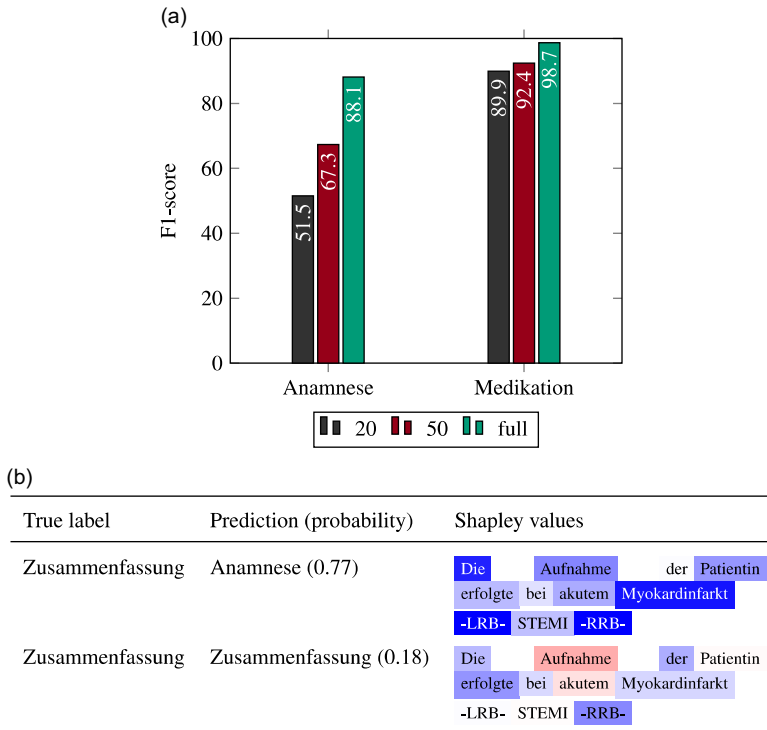 (a)
100
80
60
40
20
0
F1-score
51.5
67.3
88.1
89.9
92.4
98.7
Anamnese Medikation
20 50 full
(b)
True label Prediction (probability) Shapley values
Zusammenfassung Anamnese (0.77) Die Aufnahme der Patientin
erfolgte bei akutem Myokardinfarkt
-LRB- STEMI -RRB-
Zusammenfassung Zusammenfassung (0.18) Die Aufnahme der Patientin
erfolgte bei akutem Myokardinfarkt
-LRB- STEMI -RRB-